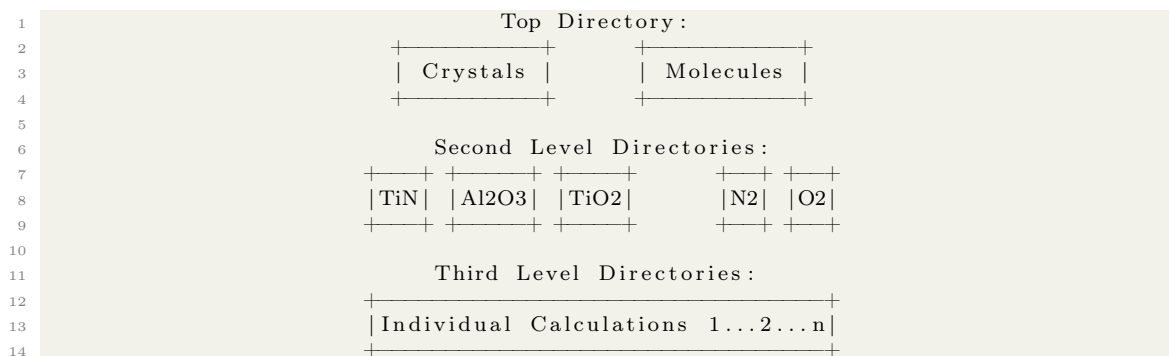 1 Top Directory:
2 +-----------+ +------------+
3 | Crystals | | Molecules |
4 +-----------+ +------------+
5
6 Second Level Directories:
7 +---+ +-----+ +----+ +--+ +--+
8 |TiN| |Al2O3| |TiO2| |N2| |O2|
9 +---+ +-----+ +----+ +--+ +--+
10
11 Third Level Directories:
12 +----------------------------------+
13 |Individual Calculations 1...2...n|
14 +----------------------------------+